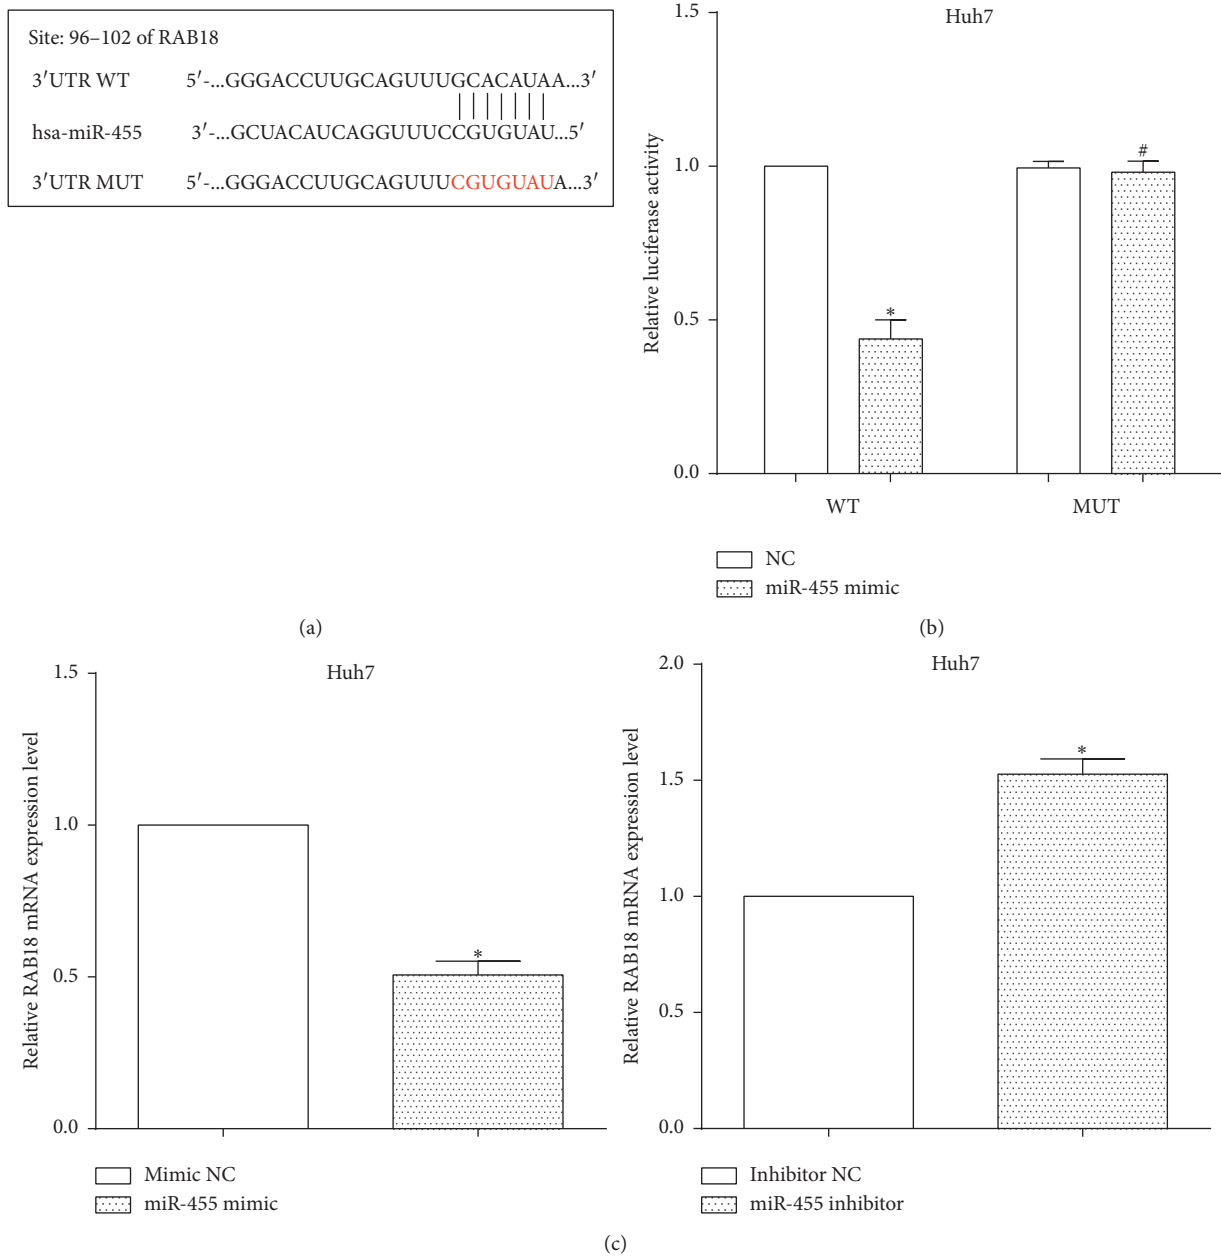 Site: 96–102 of RAB18
3′UTR WT 5′-...GGGACCUUGCAGUUUGCACAUAA...3′
hsa-miR-455 3′-...GCUACAUCAGGUUUCCGUGUAU...5′
3′UTR MUT 5′-...GGGACCUUGCAGUUUCGUGUAUA...3′
(a)
Huh7
Relative luciferase activity
1.5
1.0
0.5
0.0
*
#
WT MUT
NC
miR-455 mimic
(b)
Huh7
Relative RAB18 mRNA expression level
1.5
1.0
0.5
0.0
*
Mimic NC
miR-455 mimic
Huh7
Relative RAB18 mRNA expression level
2.0
1.5
1.0
0.5
0.0
*
Inhibitor NC
miR-455 inhibitor
(c)